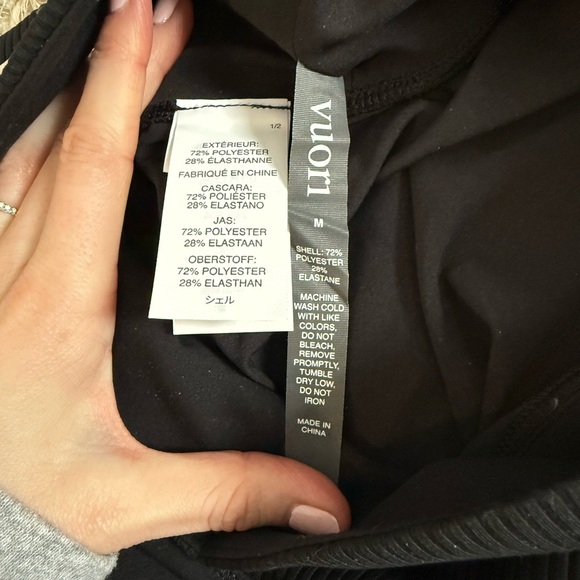 1/2
EXTÉRIEUR:
72% POLYESTER
28% ÉLASTHANNE
FABRIQUÉ EN CHINE
CASCARA:
72% POLIÉSTER
28% ELASTANO
JAS:
72% POLYESTER
28% ELASTAAN
OBERSTOFF:
72% POLYESTER
28% ELASTHAN
シェル
vuori
M
SHELL: 72%
POLYESTER
28%
ELASTANE
MACHINE
WASH COLD
WITH LIKE
COLORS,
DO NOT
BLEACH,
REMOVE
PROMPTLY,
TUMBLE
DRY LOW,
DO NOT
IRON
MADE IN
CHINA